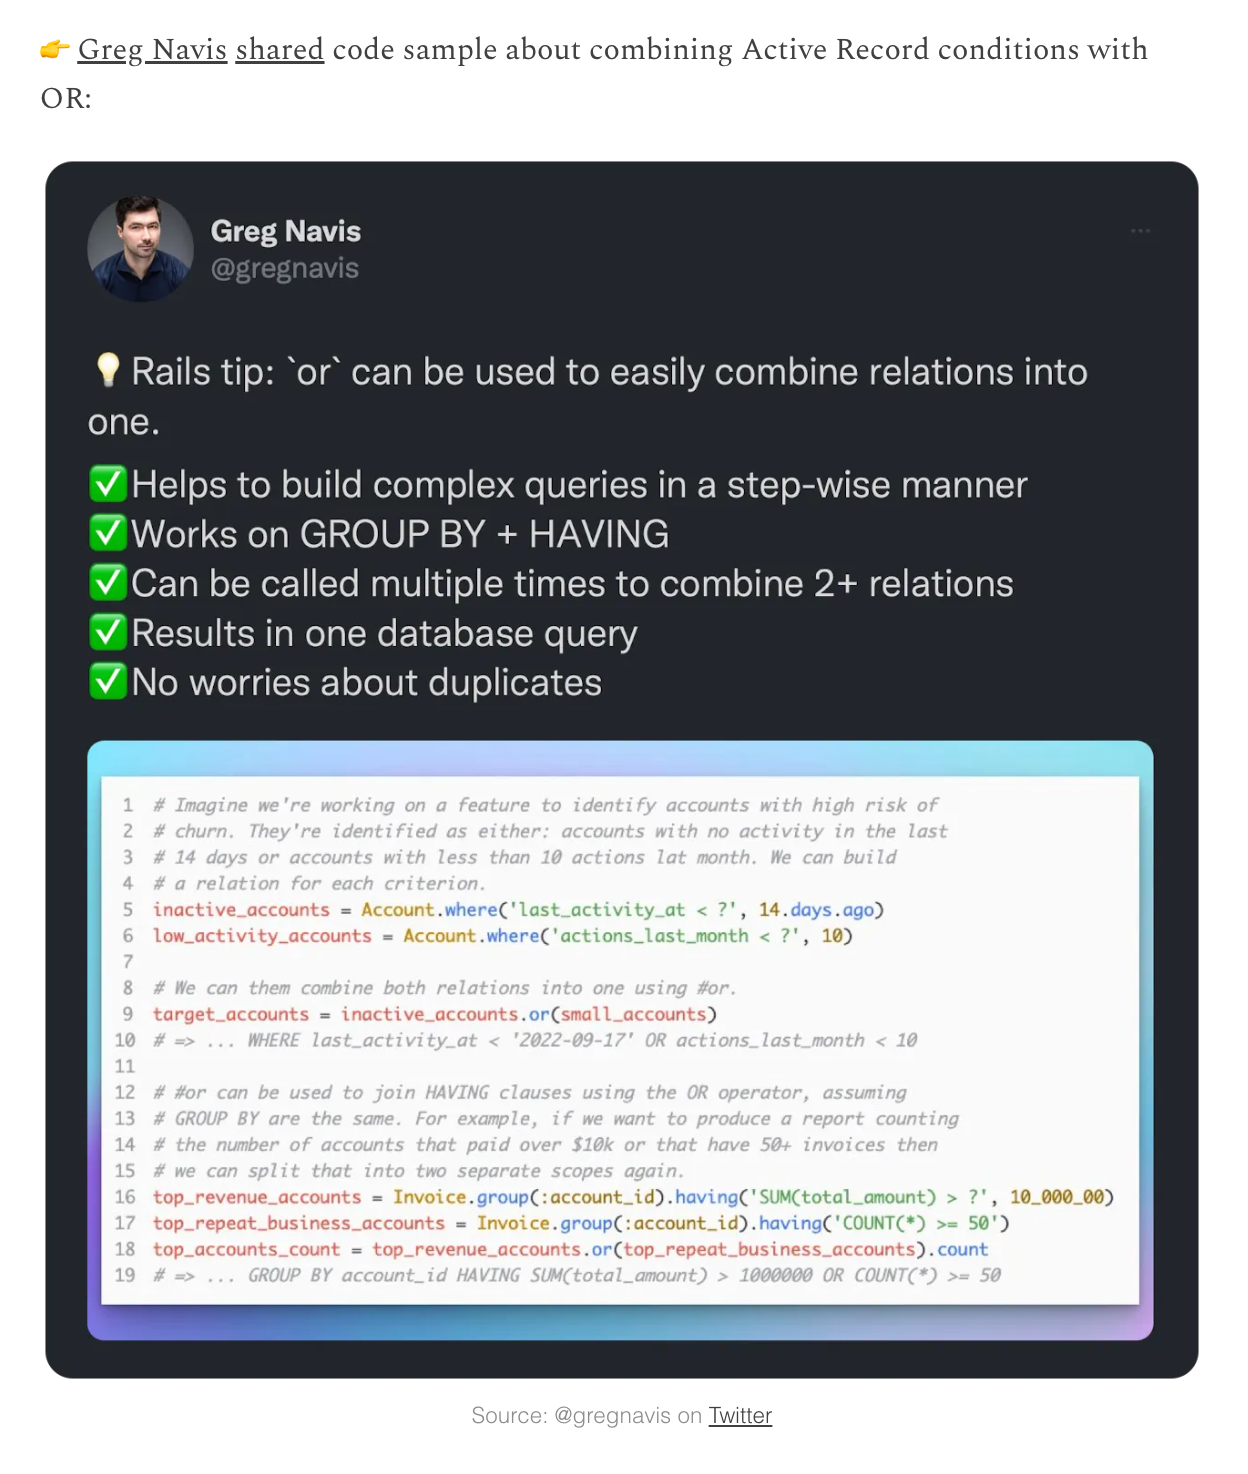 👉 Greg Navis shared code sample about combining Active Record conditions with
OR:
Greg Navis
@gregnavis
...
💡Rails tip: `or` can be used to easily combine relations into
one.
✅Helps to build complex queries in a step-wise manner
✅Works on GROUP BY + HAVING
✅Can be called multiple times to combine 2+ relations
✅Results in one database query
✅No worries about duplicates
1 # Imagine we're working on a feature to identify accounts with high risk of
2 # churn. They're identified as either: accounts with no activity in the last
3 # 14 days or accounts with less than 10 actions lat month. We can build
4 # a relation for each criterion.
5 inactive_accounts = Account.where('last_activity_at < ?', 14.days.ago)
6 low_activity_accounts = Account.where('actions_last_month < ?', 10)
7
8 # We can them combine both relations into one using #or.
9 target_accounts = inactive_accounts.or(small_accounts)
10 # => ... WHERE last_activity_at < '2022-09-17' OR actions_last_month < 10
11
12 # #or can be used to join HAVING clauses using the OR operator, assuming
13 # GROUP BY are the same. For example, if we want to produce a report counting
14 # the number of accounts that paid over $10k or that have 50+ invoices then
15 # we can split that into two separate scopes again.
16 top_revenue_accounts = Invoice.group(:account_id).having('SUM(total_amount) > ?', 10_000_00)
17 top_repeat_business_accounts = Invoice.group(:account_id).having('COUNT(*) >= 50')
18 top_accounts_count = top_revenue_accounts.or(top_repeat_business_accounts).count
19 # => ... GROUP BY account_id HAVING SUM(total_amount) > 1000000 OR COUNT(*) >= 50
Source: @gregnavis on Twitter